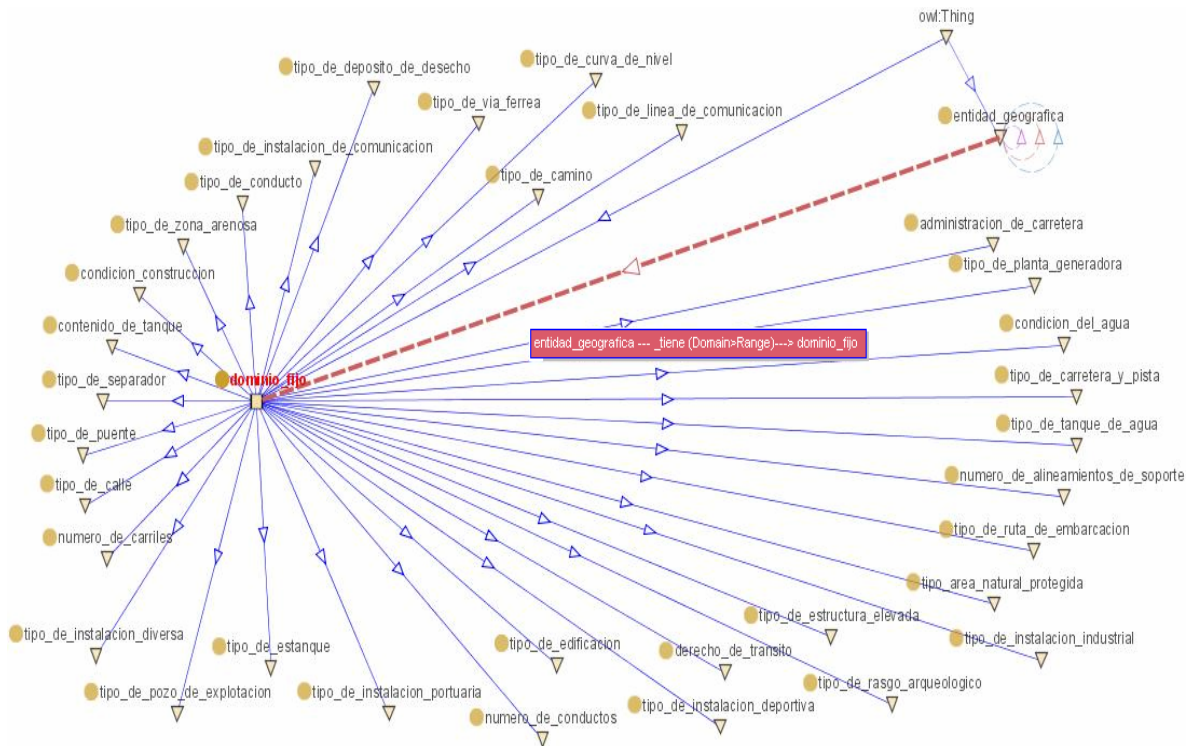 owl:Thing
tipo_de_curva_de_nivel
tipo_de_deposito_de_desecho
tipo_de_via_ferrea
tipo_de_linea_de_comunicacion
entidad_geografica
tipo_de_instalacion_de_comunicacion
tipo_de_conducto
tipo_de_camino
tipo_de_zona_arenosa
administracion_de_carretera
condicion_construccion
tipo_de_planta_generadora
contenido_de_tanque
condicion_del_agua
entidad_geografica --- _tiene (Domain>Range)---> dominio_fijo
tipo_de_separador
dominio_fijo
tipo_de_carretera_y_pista
tipo_de_puente
tipo_de_tanque_de_agua
tipo_de_calle
numero_de_alineamientos_de_soporte
numero_de_carriles
tipo_de_ruta_de_embarcacion
tipo_area_natural_protegida
tipo_de_estructura_elevada
tipo_de_instalacion_diversa
tipo_de_estanque
tipo_de_edificacion
derecho_de_transito
tipo_de_instalacion_industrial
tipo_de_pozo_de_explotacion
tipo_de_instalacion_portuaria
tipo_de_rasgo_arqueologico
numero_de_conductos
tipo_de_instalacion_deportiva